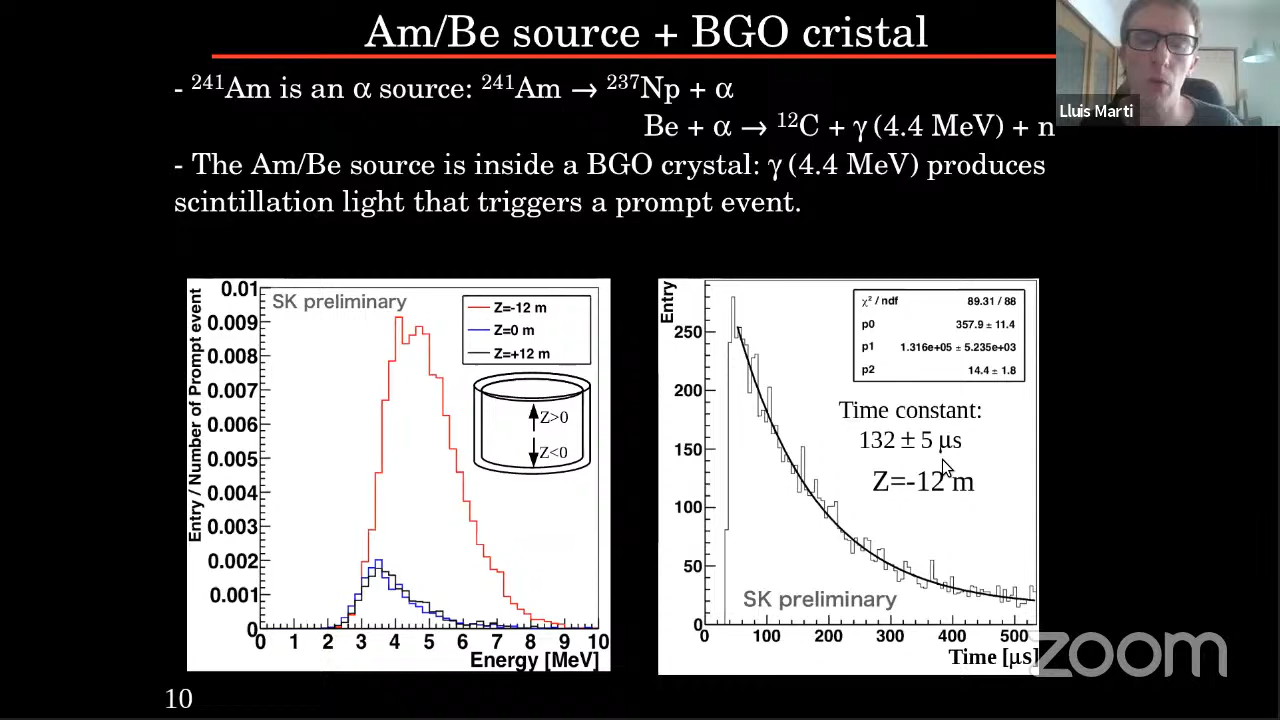 Am/Be source + BGO cristal
Lluis Marti
- ²⁴¹Am is an α source: ²⁴¹Am → ²³⁷Np + α
Be + α → ¹²C + γ (4.4 MeV) + n
- The Am/Be source is inside a BGO crystal: γ (4.4 MeV) produces
scintillation light that triggers a prompt event.
Entry / Number of Prompt event
0.01
0.009
0.008
0.007
0.006
0.005
0.004
0.003
0.002
0.001
0
SK preliminary
Z=-12 m
Z=0 m
Z=+12 m
Z>0
Z<0
0 1 2 3 4 5 6 7 8 9 10
Energy [MeV]
Entry
250
200
150
100
50
0
χ² / ndf 89.31 / 88
p0 357.9 ± 11.4
p1 1.316e+05 ± 5.235e+03
p2 14.4 ± 1.8
Time constant:
132 ± 5 μs
Z=-12 m
SK preliminary
0 100 200 300 400 500
Time [μs]
zoom
10